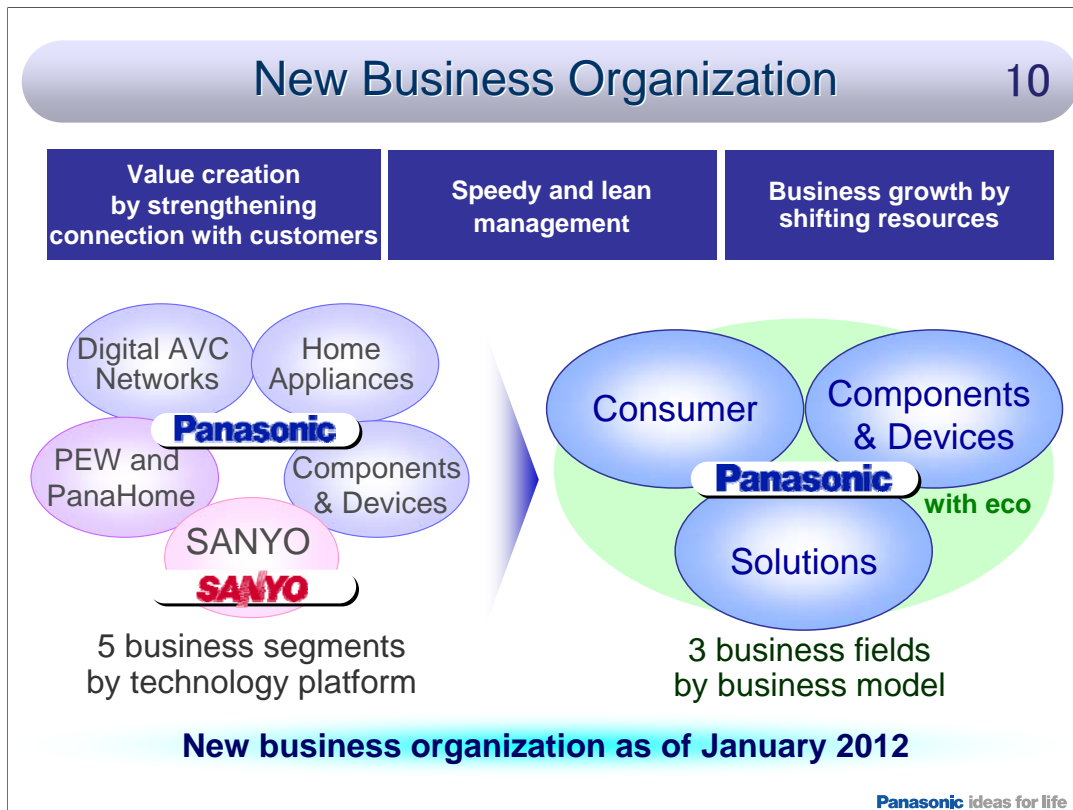 New Business Organization
10
Value creation
by strengthening
connection with customers
Speedy and lean
management
Business growth by
shifting resources
Digital AVC
Networks
Home
Appliances
Panasonic
PEW and
PanaHome
Components
& Devices
SANYO
SANYO
5 business segments
by technology platform
Consumer
Components
& Devices
Panasonic
with eco
Solutions
3 business fields
by business model
New business organization as of January 2012
Panasonic ideas for life